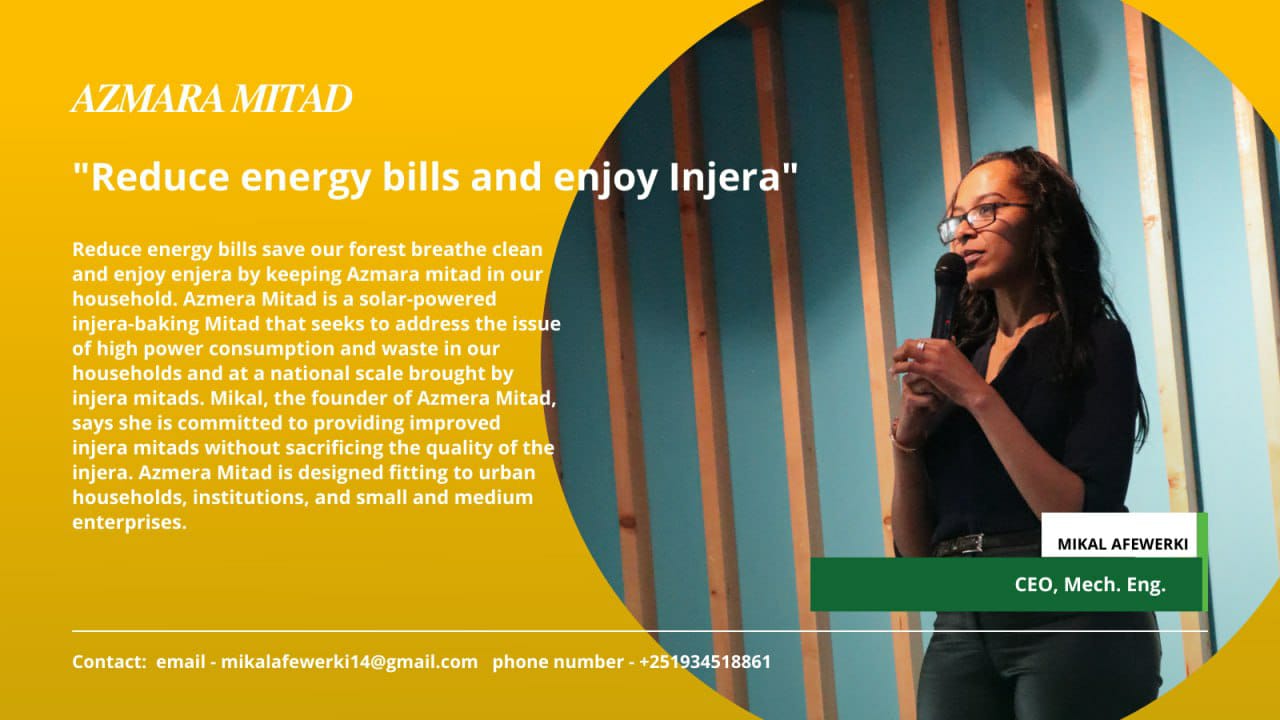 AZMARA MITAD
"Reduce energy bills and enjoy Injera"
Reduce energy bills save our forest breathe clean
and enjoy enjera by keeping Azmara mitad in our
household. Azmera Mitad is a solar-powered
injera-baking Mitad that seeks to address the issue
of high power consumption and waste in our
households and at a national scale brought by
injera mitads. Mikal, the founder of Azmera Mitad,
says she is committed to providing improved
injera mitads without sacrificing the quality of the
injera. Azmera Mitad is designed fitting to urban
households, institutions, and small and medium
enterprises.
MIKAL AFEWERKI
CEO, Mech. Eng.
Contact:  email - mikalafewerki14@gmail.com   phone number - +251934518861